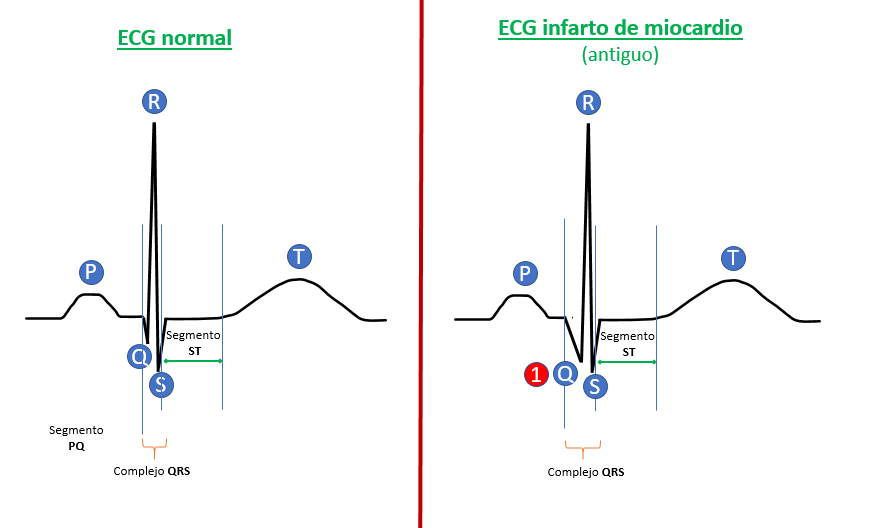 ECG normal
R
P
T
Segmento
ST
Q
S
Segmento
PQ
Complejo QRS
ECG infarto de miocardio
(antiguo)
R
P
T
Segmento
ST
1
Q
S
Complejo QRS